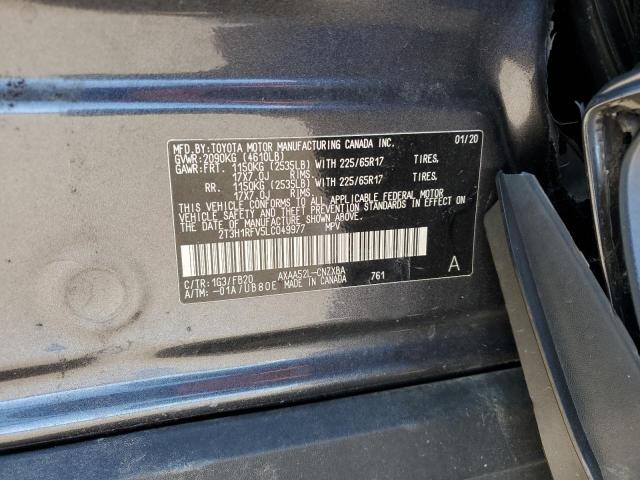 MFD.BY:TOYOTA MOTOR MANUFACTURING CANADA INC. 01/20
GVWR:2090KG (4610LB)
GAWR:FRT. 1150KG (2535LB) WITH 225/65R17 TIRES,
17X7.0J RIMS,
RR. 1150KG (2535LB) WITH 225/65R17 TIRES,
17X7.0J RIMS,
THIS VEHICLE CONFORMS TO ALL APPLICABLE FEDERAL MOTOR
VEHICLE SAFETY AND THEFT PREVENTION STANDARDS IN EFFECT ON
THE DATE OF MANUFACTURE SHOWN ABOVE.
2T3H1RFV5LC049977 MPV
C/TR:1G3/FB20 AXAA52L-CNZXBA A
A/TM:-01A/UB80E MADE IN CANADA 761